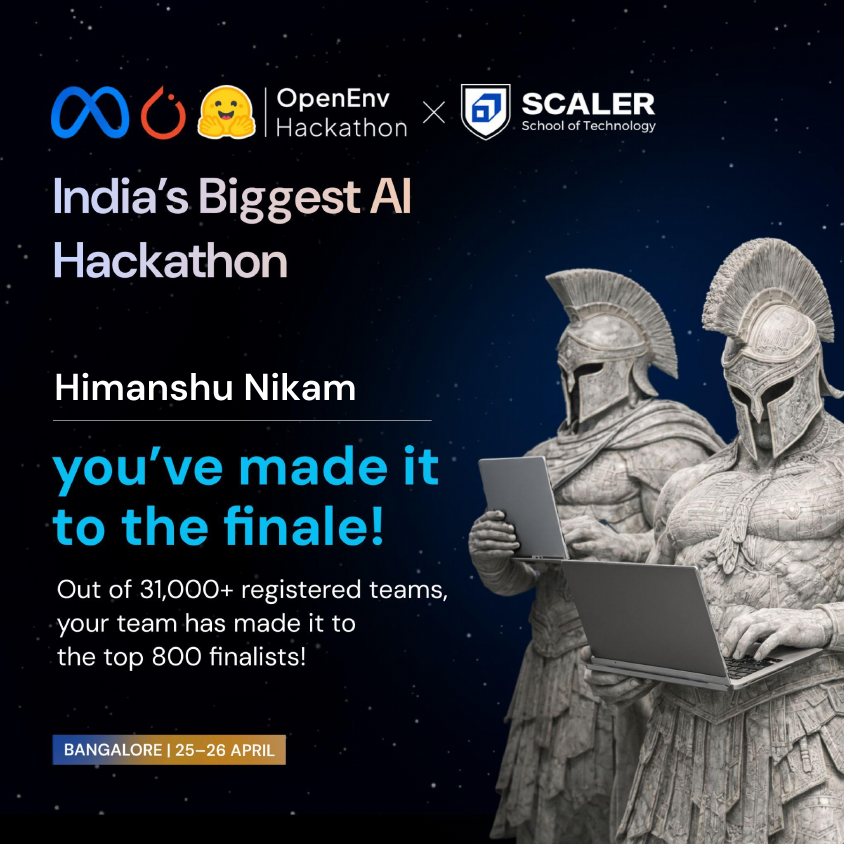 OpenEnv
Hackathon
SCALER
School of Technology
India’s Biggest AI
Hackathon
Himanshu Nikam
you’ve made it
to the finale!
Out of 31,000+ registered teams,
your team has made it to
the top 800 finalists!
BANGALORE | 25–26 APRIL